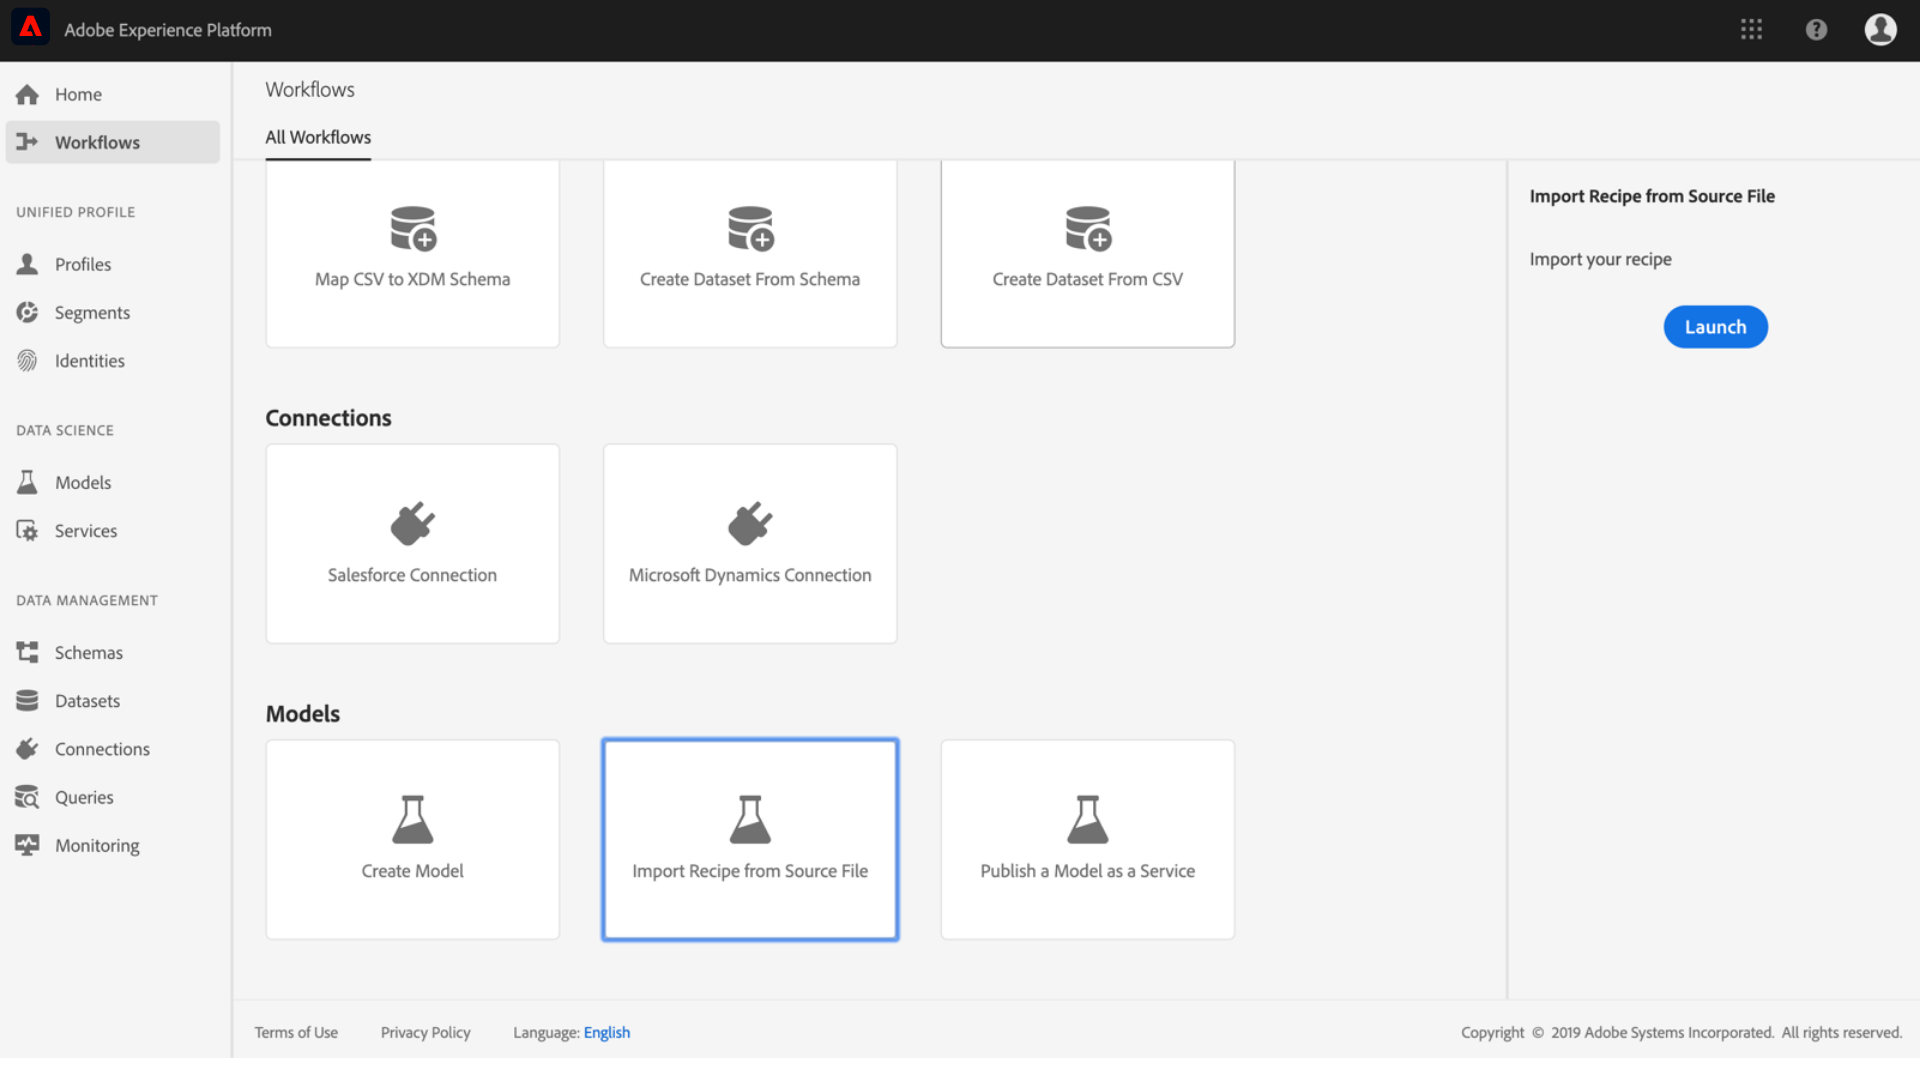 Adobe Experience Platform
Home
Workflows
UNIFIED PROFILE
Profiles
Segments
Identities
DATA SCIENCE
Models
Services
DATA MANAGEMENT
Schemas
Datasets
Connections
Queries
Monitoring
Workflows
All Workflows
Map CSV to XDM Schema
Create Dataset From Schema
Create Dataset From CSV
Connections
Salesforce Connection
Microsoft Dynamics Connection
Models
Create Model
Import Recipe from Source File
Publish a Model as a Service
Import Recipe from Source File
Import your recipe
Launch
Terms of Use
Privacy Policy
Language: English
Copyright © 2019 Adobe Systems Incorporated. All rights reserved.